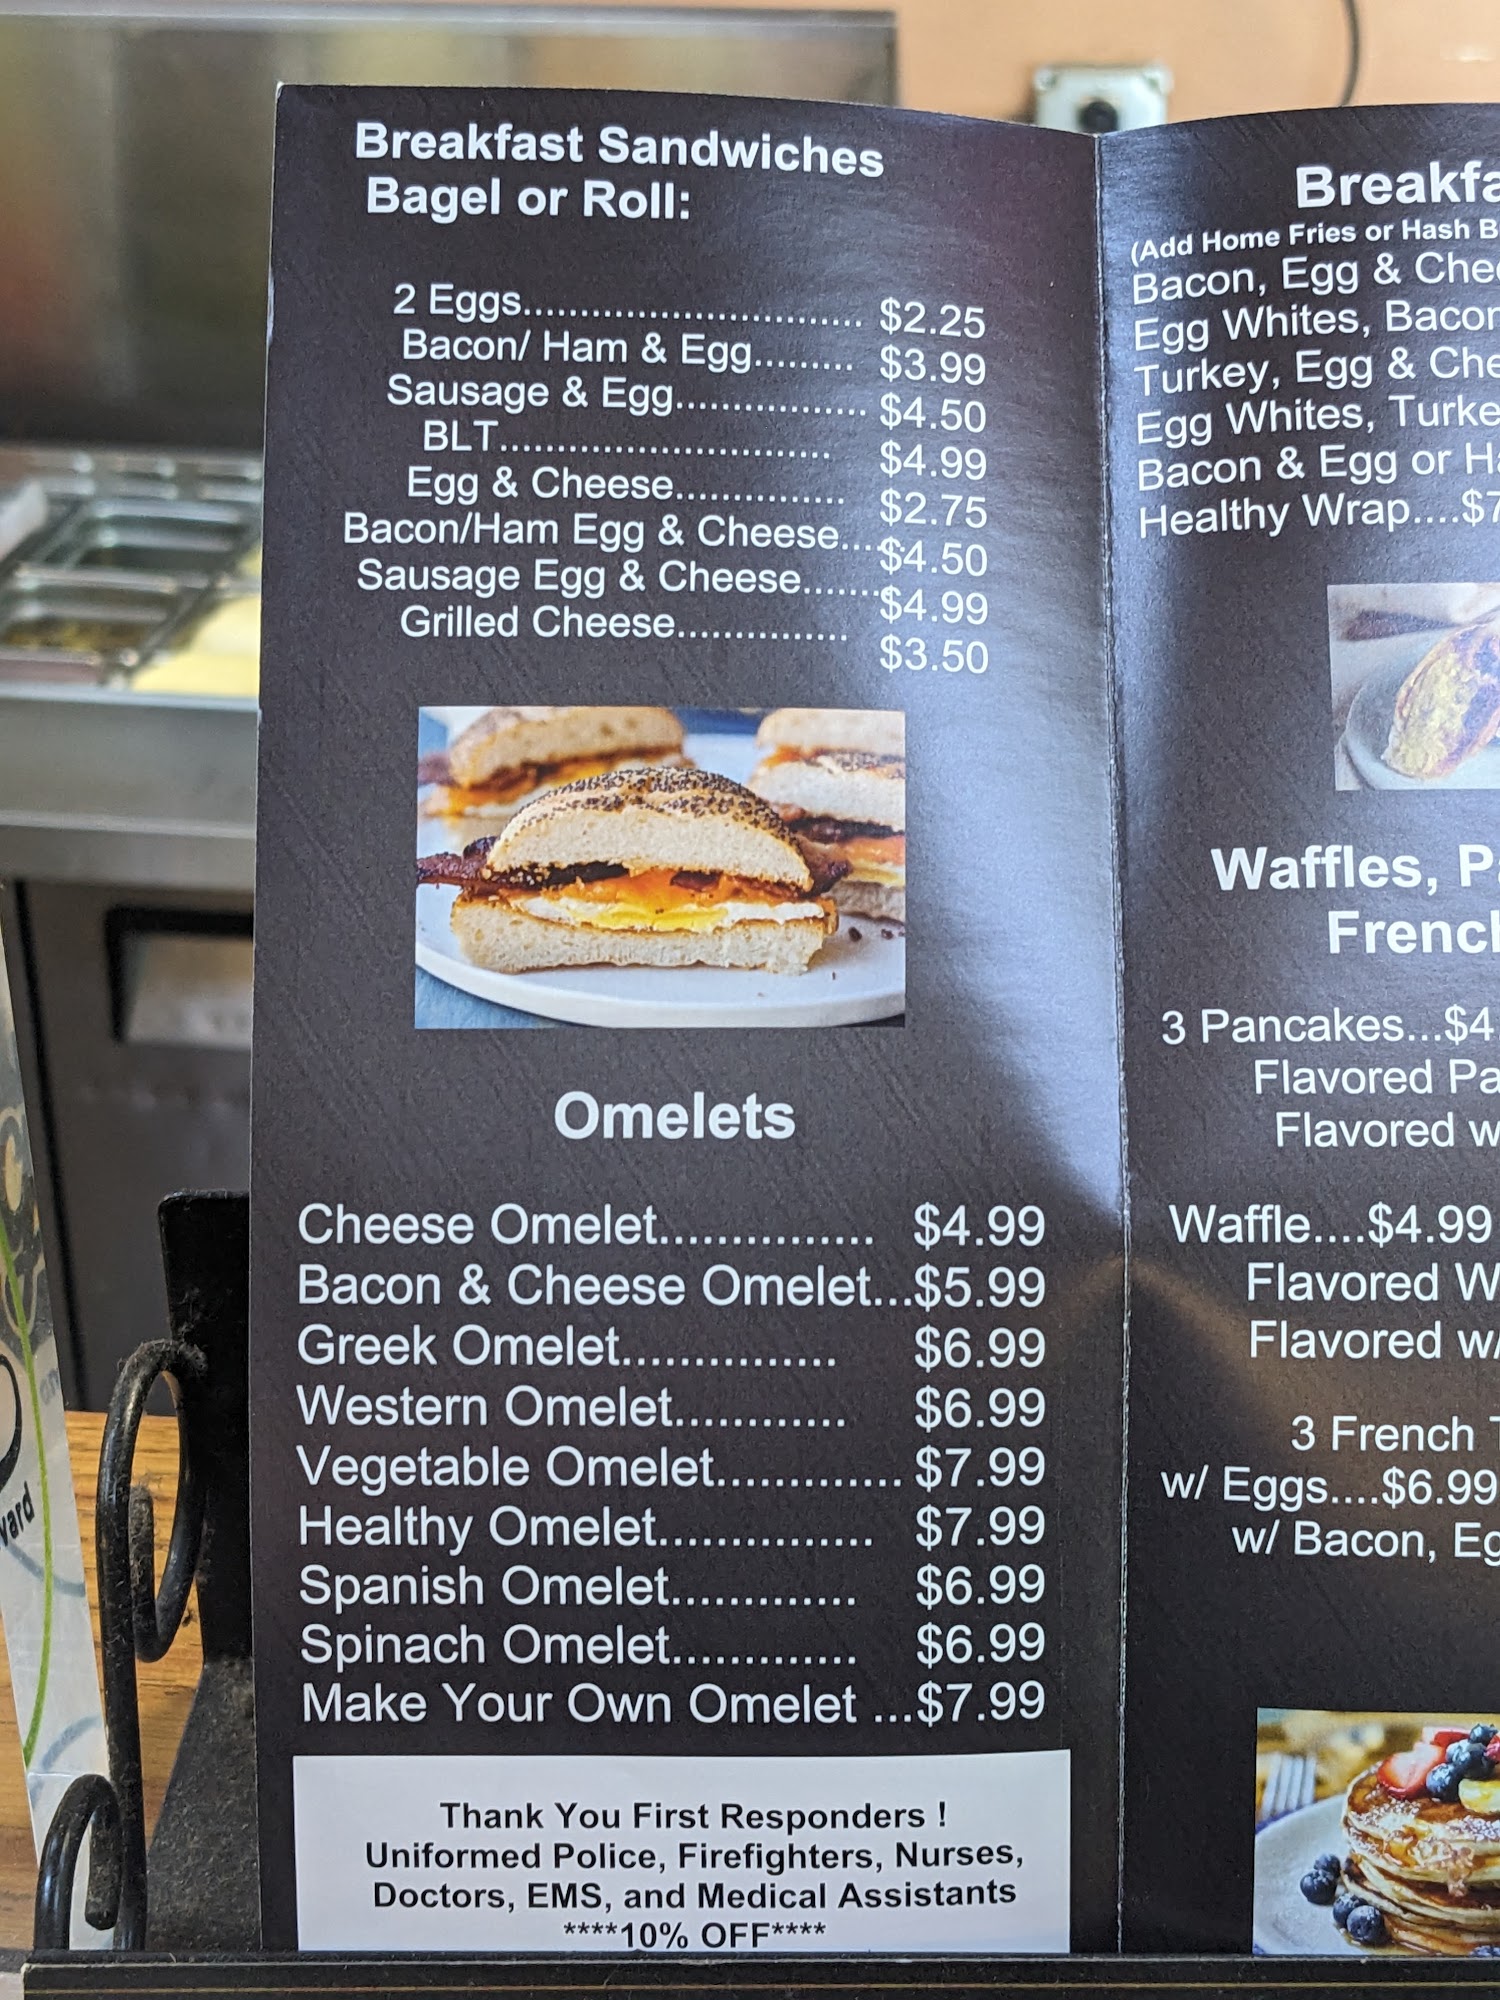 Breakfast Sandwiches
Bagel or Roll:
2 Eggs.............................. $2.25
Bacon/ Ham & Egg......... $3.99
Sausage & Egg................. $4.50
BLT............................. $4.99
Egg & Cheese............... $2.75
Bacon/Ham Egg & Cheese......$4.50
Sausage Egg & Cheese.......$4.99
Grilled Cheese............... $3.50
Omelets
Cheese Omelet............... $4.99
Bacon & Cheese Omelet...$5.99
Greek Omelet............... $6.99
Western Omelet............ $6.99
Vegetable Omelet............. $7.99
Healthy Omelet............... $7.99
Spanish Omelet............. $6.99
Spinach Omelet............. $6.99
Make Your Own Omelet ...$7.99
Thank You First Responders !
Uniformed Police, Firefighters, Nurses,
Doctors, EMS, and Medical Assistants
****10% OFF****
Breakfa
(Add Home Fries or Hash B
Bacon, Egg & Chee
Egg Whites, Bacon
Turkey, Egg & Che
Egg Whites, Turke
Bacon & Egg or Ha
Healthy Wrap....$7
Waffles, Pa
French
3 Pancakes...$4
Flavored Pa
Flavored w
Waffle....$4.99
Flavored W
Flavored w/
3 French T
w/ Eggs....$6.99
w/ Bacon, Eg
vard